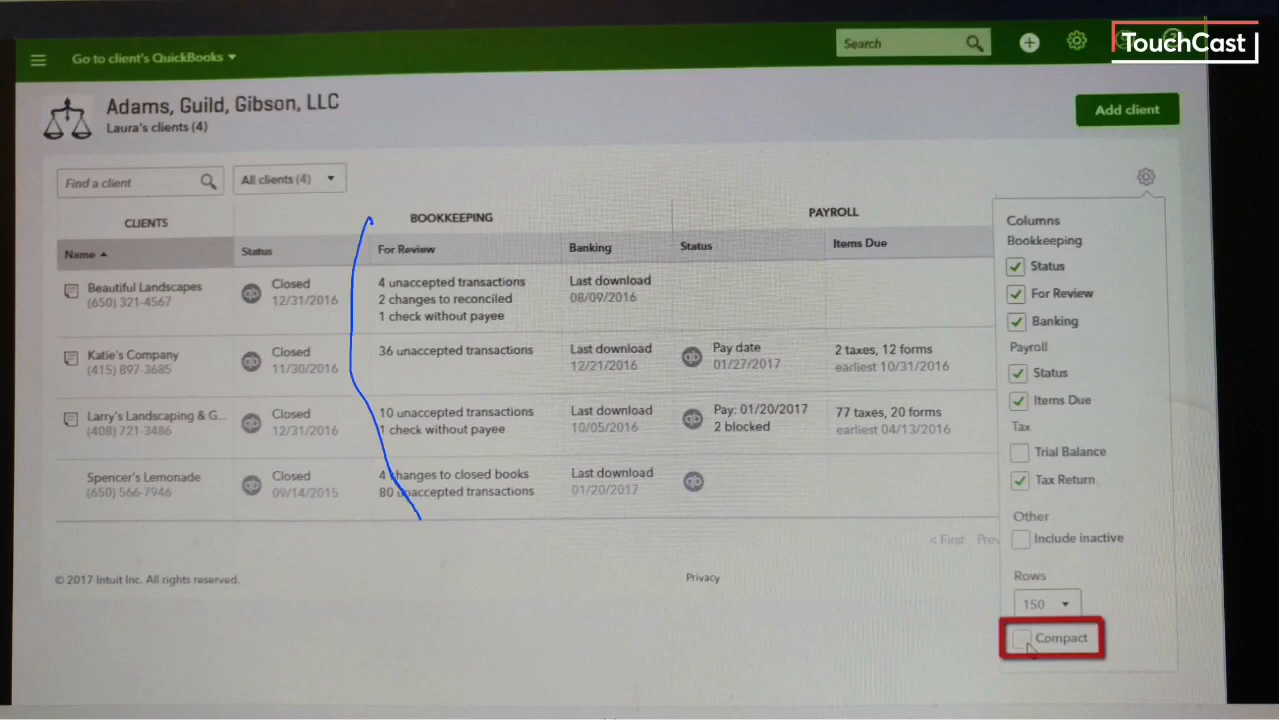 Go to client's QuickBooks
Search
TouchCast
Adams, Guild, Gibson, LLC
Laura's clients (4)
Add client
Find a client
All clients (4)
CLIENTS
BOOKKEEPING
PAYROLL
Name
Status
For Review
Banking
Status
Items Due
Beautiful Landscapes
(650) 321-4567
qb
Closed
12/31/2016
4 unaccepted transactions
2 changes to reconciled
1 check without payee
Last download
08/09/2016
Katie's Company
(415) 897-3685
qb
Closed
11/30/2016
36 unaccepted transactions
Last download
12/21/2016
qb
Pay date
01/27/2017
2 taxes, 12 forms
earliest 10/31/2016
Larry's Landscaping & G...
(408) 721-3486
qb
Closed
12/31/2016
10 unaccepted transactions
1 check without payee
Last download
10/05/2016
qb
Pay: 01/20/2017
2 blocked
77 taxes, 20 forms
earliest 04/13/2016
Spencer's Lemonade
(650) 566-7946
qb
Closed
09/14/2015
4 changes to closed books
80 unaccepted transactions
Last download
01/20/2017
qb
< First Prev
© 2017 Intuit Inc. All rights reserved.
Privacy
Columns
Bookkeeping
Status
For Review
Banking
Payroll
Status
Items Due
Tax
Trial Balance
Tax Return
Other
Include inactive
Rows
150
Compact